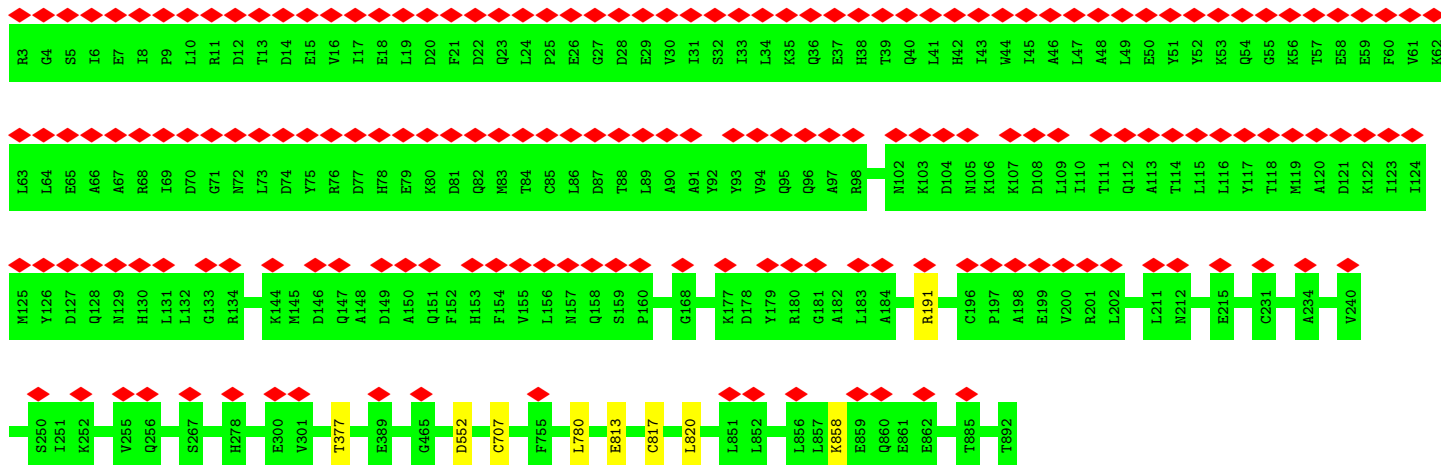 R3 G4 S5 I6 E7 I8 P9 L10 R11 D12 T13 D14 E15 V16 I17 E18 L19 D20 F21 D22 Q23 L24 P25 E26 G27 D28 E29 V30 I31 S32 I33 L34 K35 Q36 E37 H38 T39 Q40 L41 H42 I43 W44 I45 A46 L47 A48 L49 E50 Y51 Y52 K53 Q54 G55 K56 T57 E58 E59 F60 V61 K62
L63 L64 E65 A66 A67 R68 I69 D70 G71 N72 L73 D74 Y75 R76 D77 H78 E79 K80 D81 Q82 M83 T84 C85 L86 D87 T88 L89 A90 A91 Y92 Y93 V94 Q95 Q96 A97 R98 N102 K103 D104 N105 K106 K107 D108 L109 I110 T111 Q112 A113 T114 L115 L116 Y117 T118 M119 A120 D121 K122 I123 I124
M125 Y126 D127 Q128 N129 H130 L131 L132 G133 R134 K144 M145 D146 Q147 A148 D149 A150 Q151 F152 H153 F154 V155 L156 N157 Q158 S159 P160 G168 K177 D178 Y179 R180 G181 A182 L183 A184 R191 C196 P197 A198 E199 V200 R201 L202 L211 N212 E215 C231 A234 V240
S250 I251 K252 V255 Q256 S267 H278 E300 V301 T377 E389 G465 D552 C707 F755 L780 E813 C817 L820 L851 L852 L856 L857 K858 E859 Q860 E861 E862 T885 T892